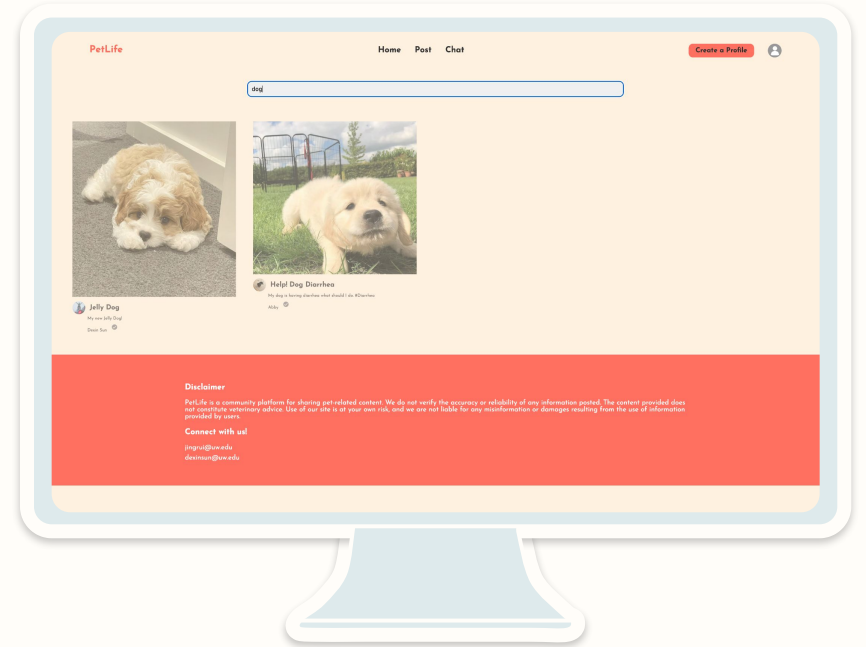 PetLife
Home Post Chat
Create a Profile
dog
Jelly Dog
My new Jelly Dog!
Dexin Sun
Help! Dog Diarrhea
My dog is having diarrhea what should I do #Diarrhea
Abby
Disclaimer
PetLife is a community platform for sharing pet-related content. We do not verify the accuracy or reliability of any information posted. The content provided does
not constitute veterinary advice. Use of our site is at your own risk, and we are not liable for any misinformation or damages resulting from the use of information
provided by users.
Connect with us!
jingrui@uw.edu
dexinsun@uw.edu